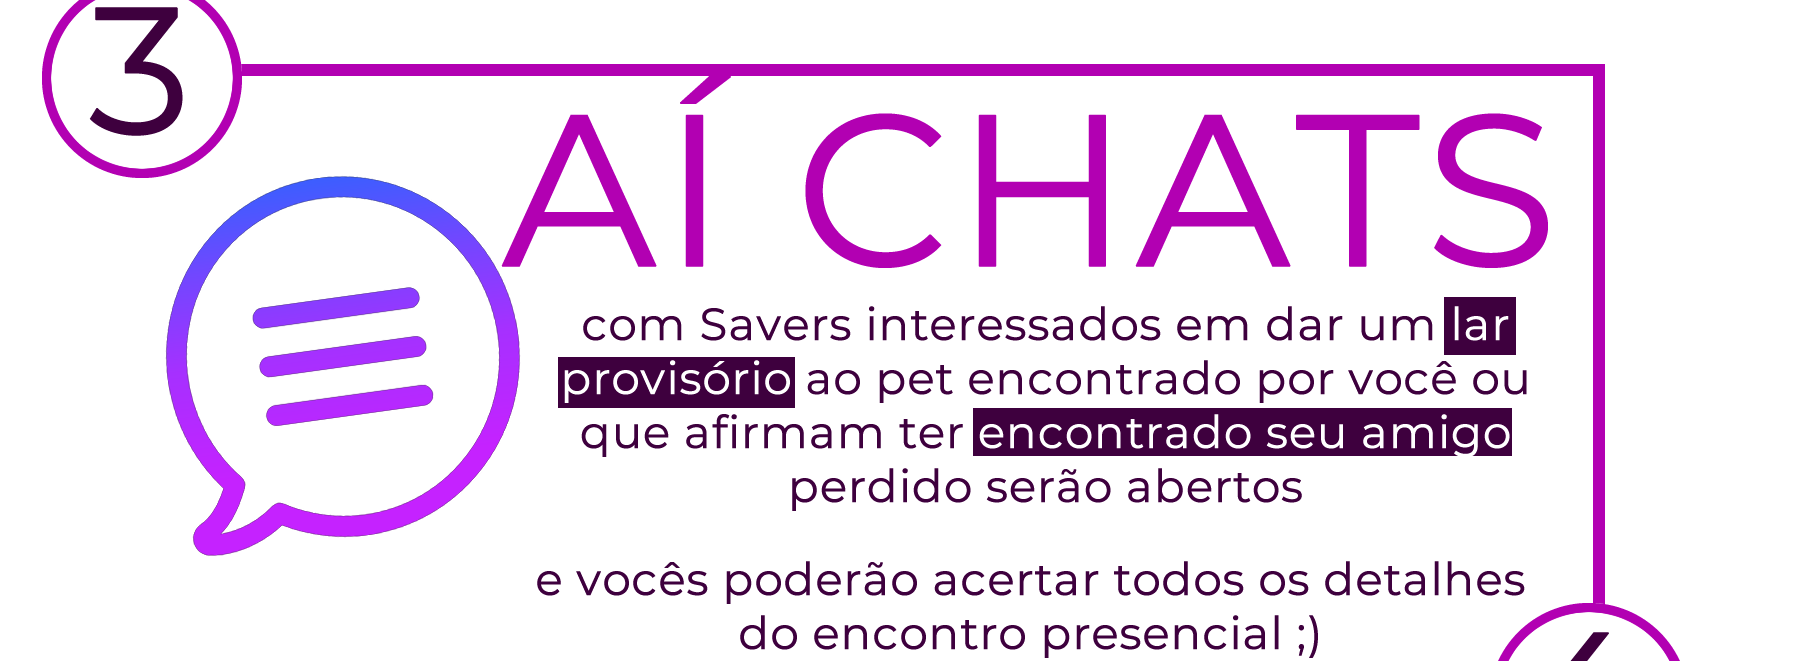 3
AÍ CHATS
com Savers interessados em dar um lar
provisório ao pet encontrado por você ou
que afirmam ter encontrado seu amigo
perdido serão abertos
e vocês poderão acertar todos os detalhes
do encontro presencial ;)